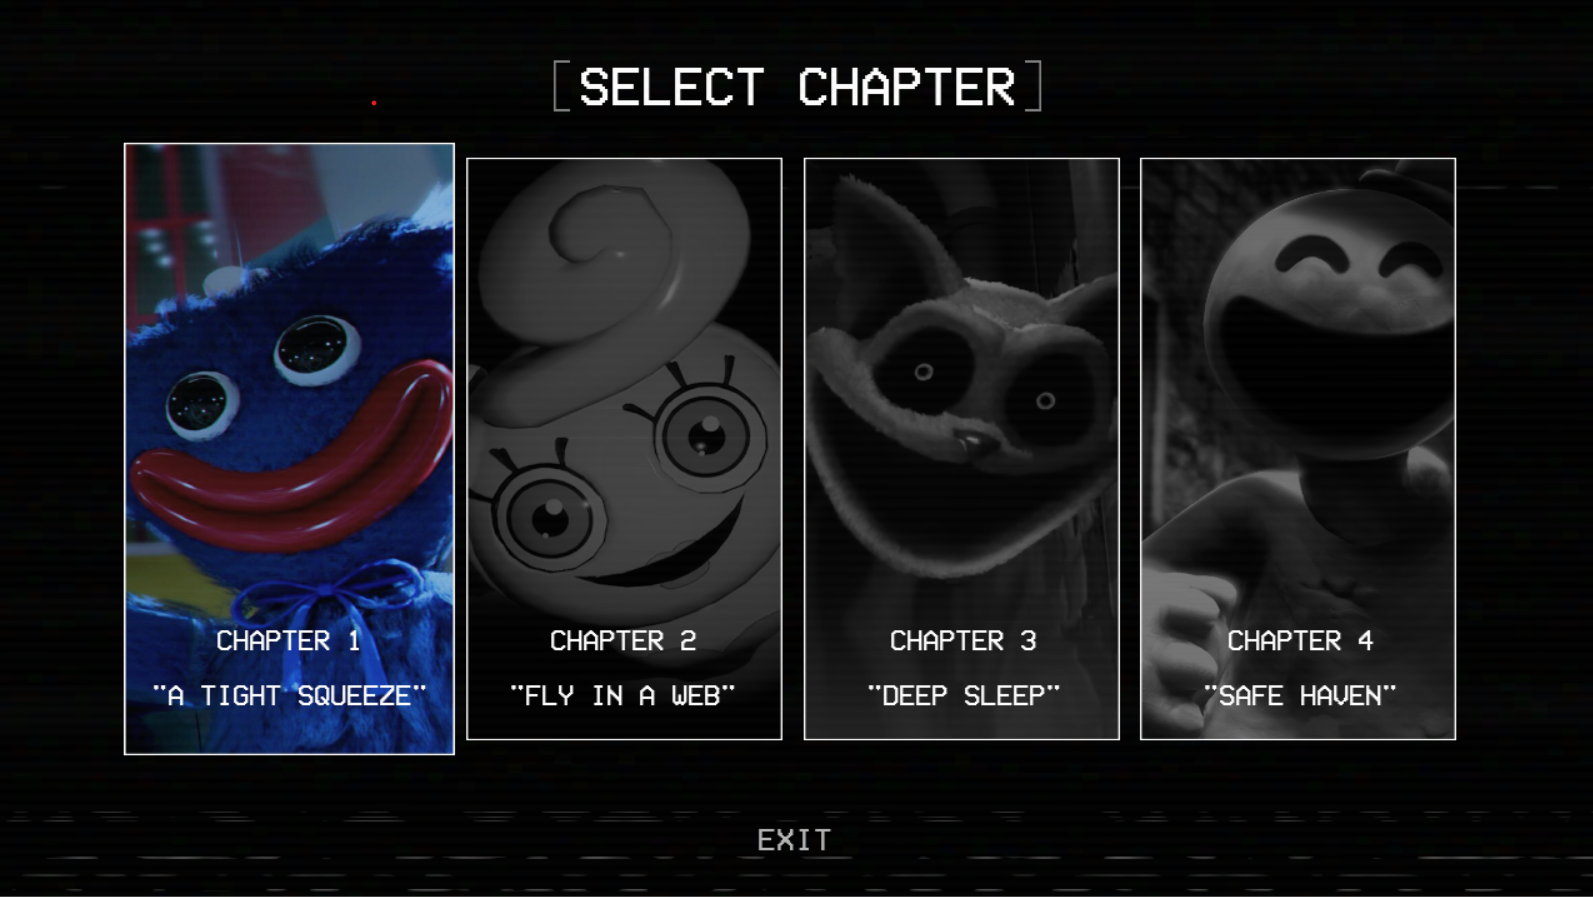 [SELECT CHAPTER]
CHAPTER 1
"A TIGHT SQUEEZE"
CHAPTER 2
"FLY IN A WEB"
CHAPTER 3
"DEEP SLEEP"
CHAPTER 4
"SAFE HAVEN"
EXIT